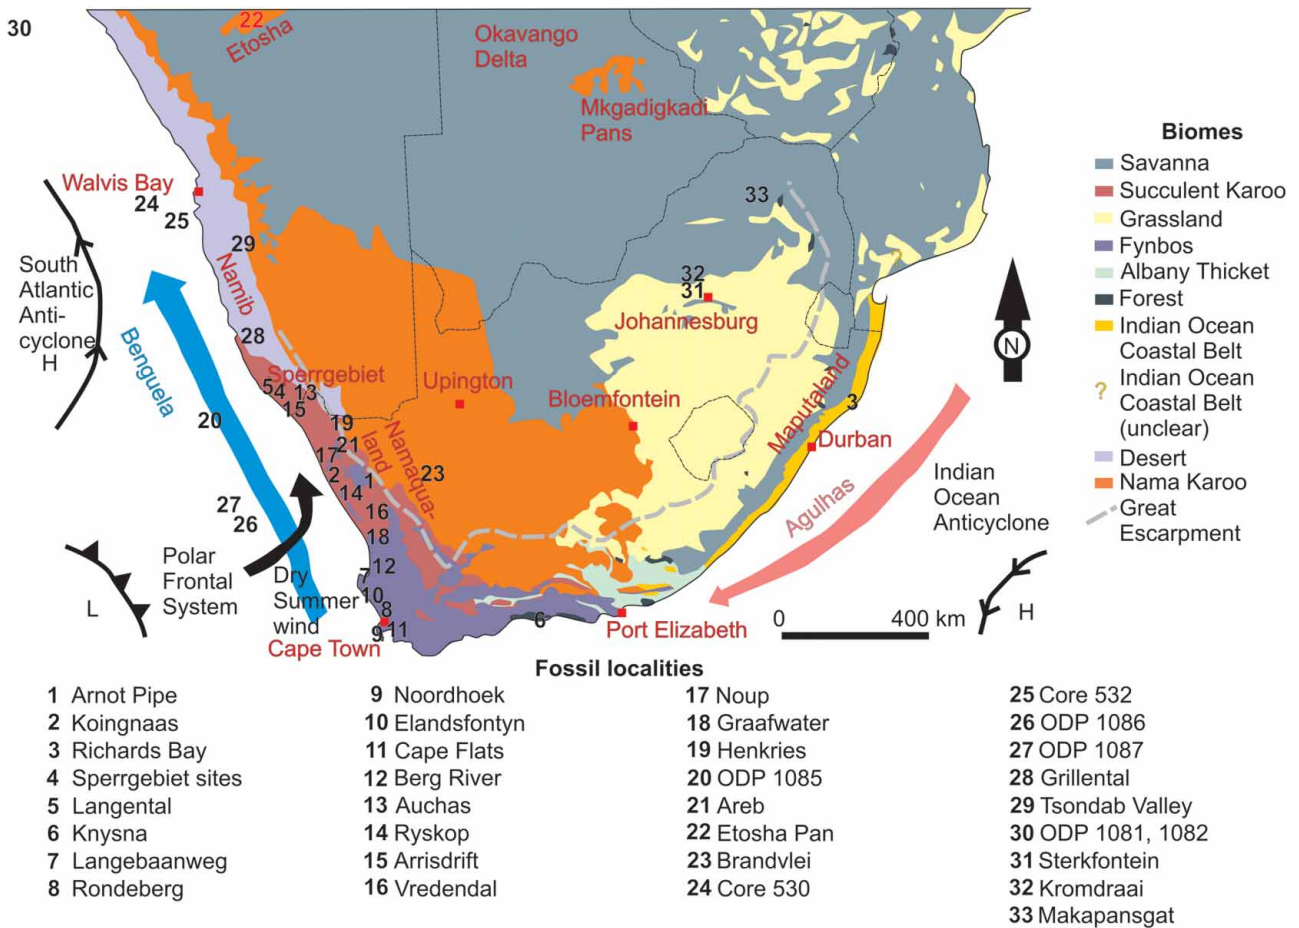 30
22
Etosha
Okavango
Delta
Mkgadigkadi
Pans
Walvis Bay
24
25
29
Namib
28
South
Atlantic
Anti-
cyclone
H
Benguela
20
27
26
Polar
Frontal
System
L
Dry
Summer
wind
Sperrgebiet
5
4
13
15
19
21
17
2
1
14
16
18
Namaqua-
land
23
12
7
10
8
9
11
Cape Town
6
Port Elizabeth
Upington
Bloemfontein
33
32
31
Johannesburg
Maputaland
3
Durban
Agulhas
Indian
Ocean
Anticyclone
H
N
0 400 km
?
Biomes
Savanna
Succulent Karoo
Grassland
Fynbos
Albany Thicket
Forest
Indian Ocean
Coastal Belt
? Indian Ocean
Coastal Belt
(unclear)
Desert
Nama Karoo
Great
Escarpment
Fossil localities
1 Arnot Pipe
2 Koingnaas
3 Richards Bay
4 Sperrgebiet sites
5 Langental
6 Knysna
7 Langebaanweg
8 Rondeberg
9 Noordhoek
10 Elandsfontyn
11 Cape Flats
12 Berg River
13 Auchas
14 Ryskop
15 Arrisdrift
16 Vredendal
17 Noup
18 Graafwater
19 Henkries
20 ODP 1085
21 Areb
22 Etosha Pan
23 Brandvlei
24 Core 530
25 Core 532
26 ODP 1086
27 ODP 1087
28 Grillental
29 Tsondab Valley
30 ODP 1081, 1082
31 Sterkfontein
32 Kromdraai
33 Makapansgat